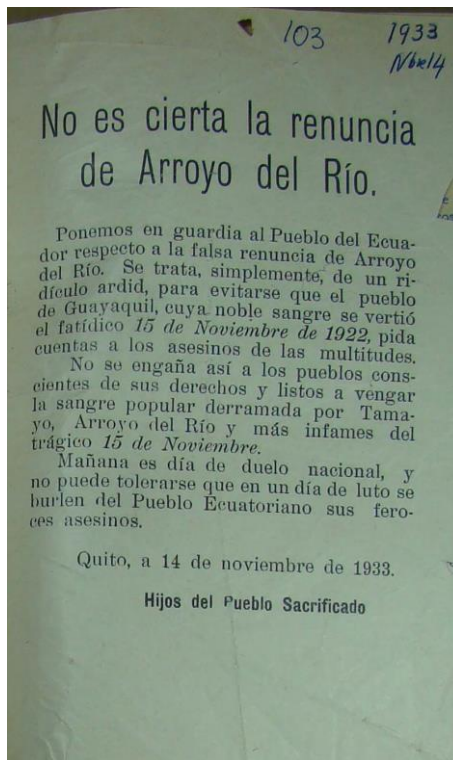 103
1933
Nbre 14
No es cierta la renuncia
de Arroyo del Río.
Ponemos en guardia al Pueblo del Ecua-
dor respecto a la falsa renuncia de Arroyo
del Río. Se trata, simplemente, de un ri-
dículo ardid, para evitarse que el pueblo
de Guayaquil, cuya noble sangre se vertió
el fatídico 15 de Noviembre de 1922, pida
cuentas a los asesinos de las multitudes.
No se engaña así a los pueblos cons-
cientes de sus derechos y listos a vengar
la sangre popular derramada por Tama-
yo, Arroyo del Río y más infames del
trágico 15 de Noviembre.
Mañana es día de duelo nacional, y
no puede tolerarse que en un día de luto se
burlen del Pueblo Ecuatoriano sus fero-
ces asesinos.
Quito, a 14 de noviembre de 1933.
Hijos del Pueblo Sacrificado